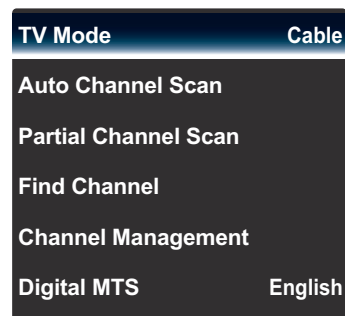 TV Mode Cable
Auto Channel Scan
Partial Channel Scan
Find Channel
Channel Management
Digital MTS English